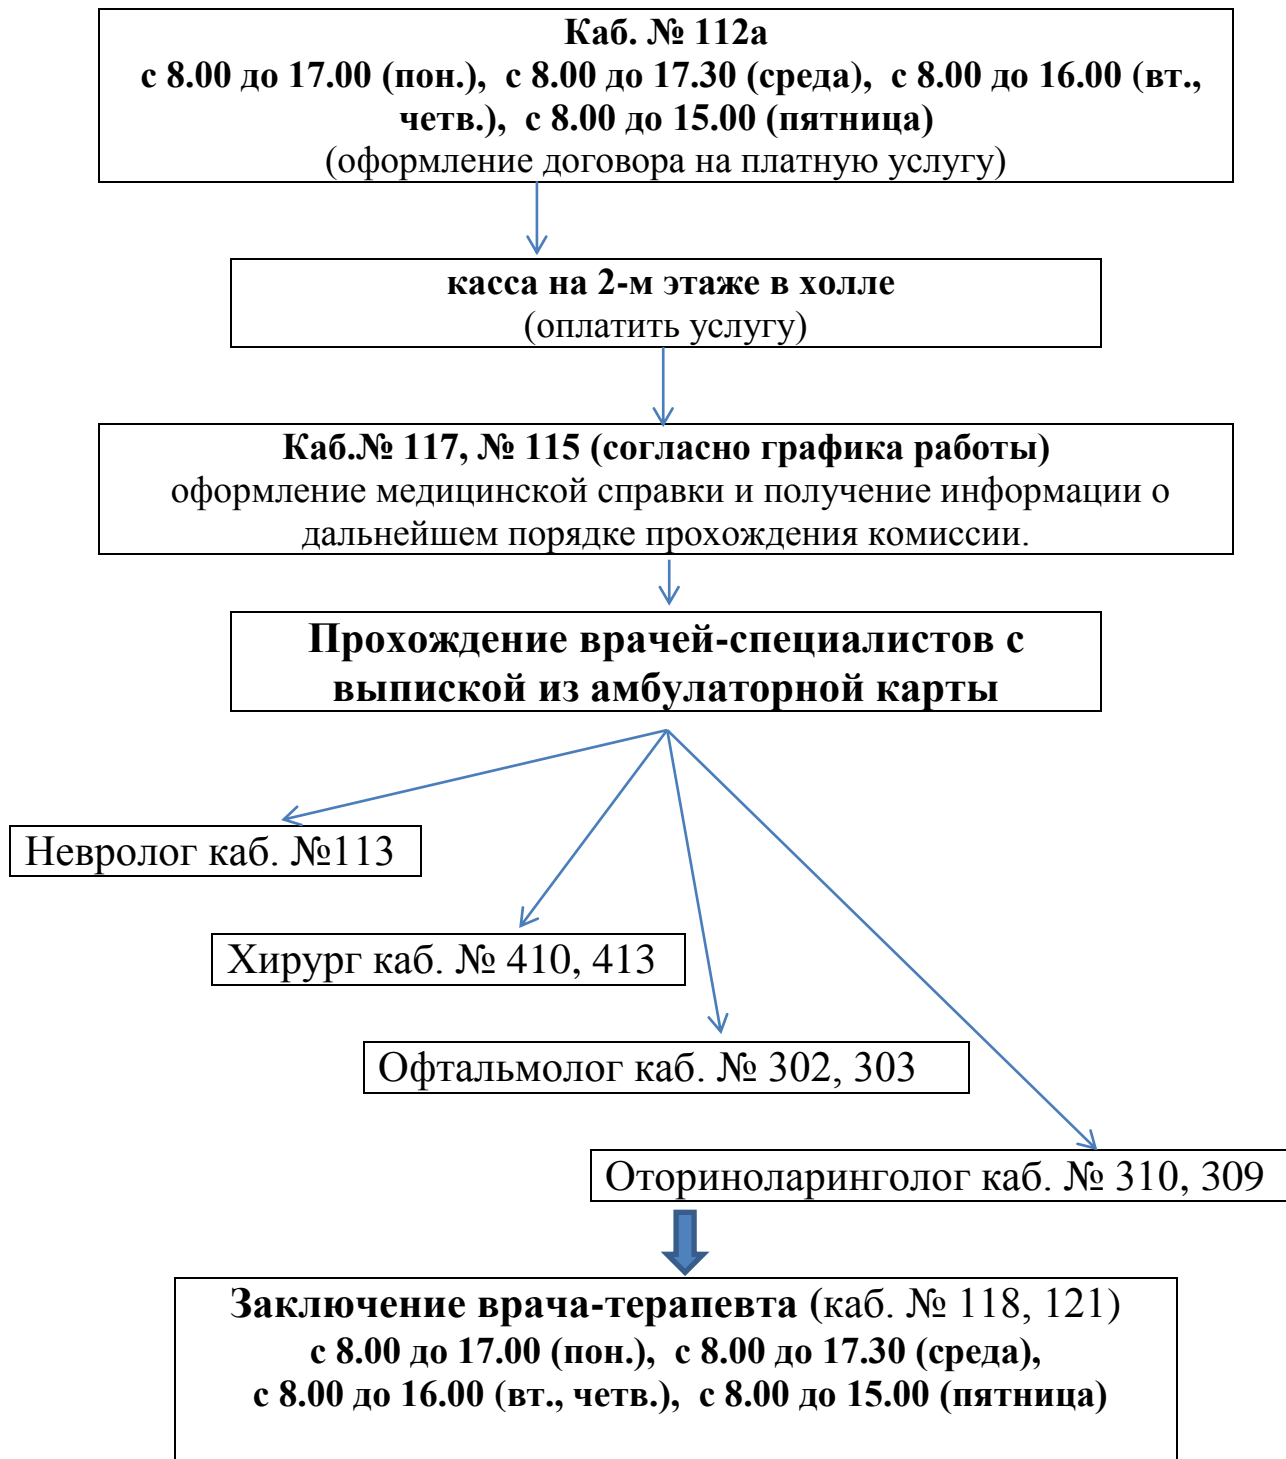 Каб. № 112а
с 8.00 до 17.00 (пон.), с 8.00 до 17.30 (среда), с 8.00 до 16.00 (вт.,
четв.), с 8.00 до 15.00 (пятница)
(оформление договора на платную услугу)
касса на 2-м этаже в холле
(оплатить услугу)
Каб.№ 117, № 115 (согласно графика работы)
оформление медицинской справки и получение информации о
дальнейшем порядке прохождения комиссии.
Прохождение врачей-специалистов с
выпиской из амбулаторной карты
Невролог каб. №113
Хирург каб. № 410, 413
Офтальмолог каб. № 302, 303
Оториноларинголог каб. № 310, 309
Заключение врача-терапевта (каб. № 118, 121)
с 8.00 до 17.00 (пон.), с 8.00 до 17.30 (среда),
с 8.00 до 16.00 (вт., четв.), с 8.00 до 15.00 (пятница)